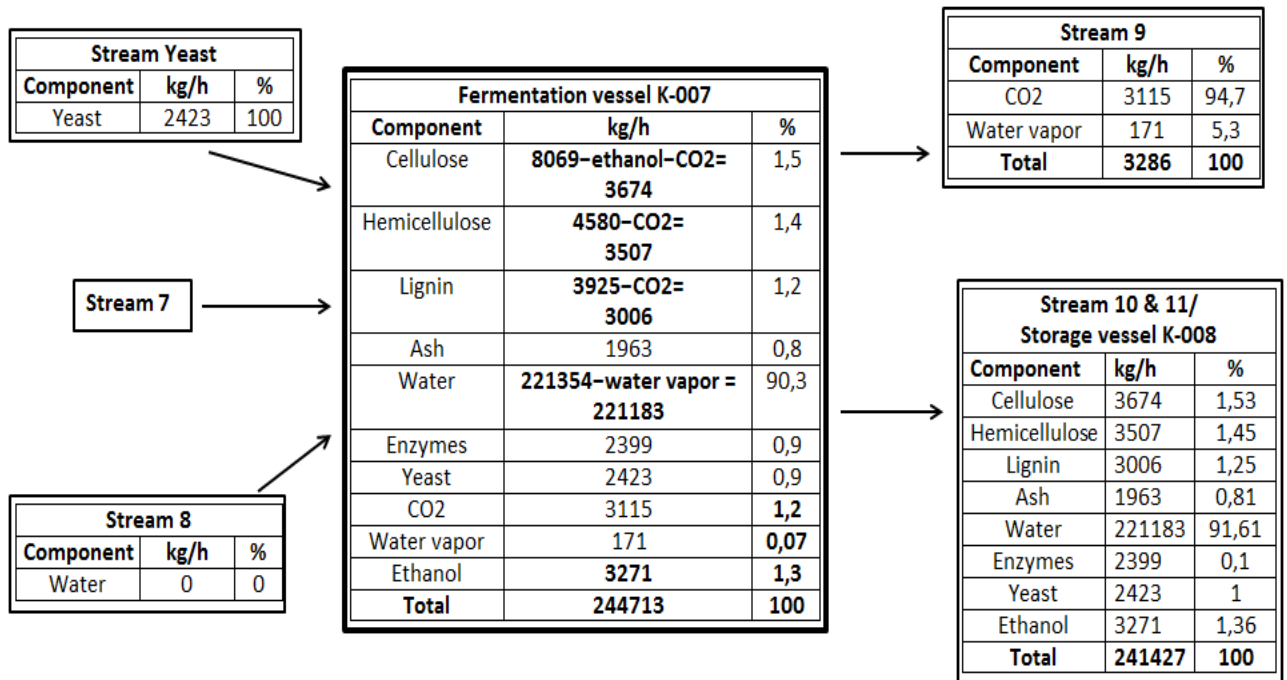 Stream Yeast
Component kg/h %
Yeast 2423 100
Stream 7
Stream 8
Component kg/h %
Water 0 0
Fermentation vessel K-007
Component kg/h %
Cellulose 8069−ethanol−CO2= 1,5
3674
Hemicellulose 4580−CO2= 1,4
3507
Lignin 3925−CO2= 1,2
3006
Ash 1963 0,8
Water 221354−water vapor = 90,3
221183
Enzymes 2399 0,9
Yeast 2423 0,9
CO2 3115 1,2
Water vapor 171 0,07
Ethanol 3271 1,3
Total 244713 100
Stream 9
Component kg/h %
CO2 3115 94,7
Water vapor 171 5,3
Total 3286 100
Stream 10 & 11/
Storage vessel K-008
Component kg/h %
Cellulose 3674 1,53
Hemicellulose 3507 1,45
Lignin 3006 1,25
Ash 1963 0,81
Water 221183 91,61
Enzymes 2399 0,1
Yeast 2423 1
Ethanol 3271 1,36
Total 241427 100